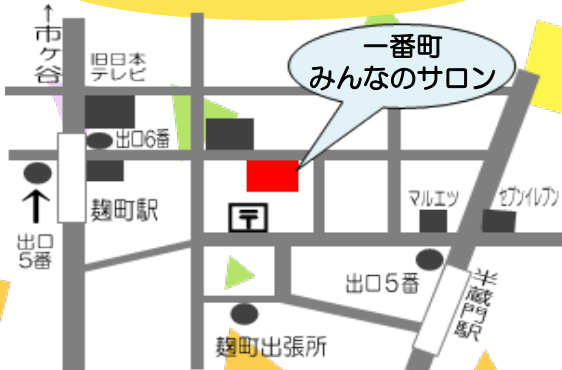 ↑
市ヶ谷
旧日本
テレビ
一番町
みんなのサロン
出口6番
麹町駅
↑
出口
5番
〒
マルエツ
セブンイレブン
出口5番
半蔵門駅
麹町出張所